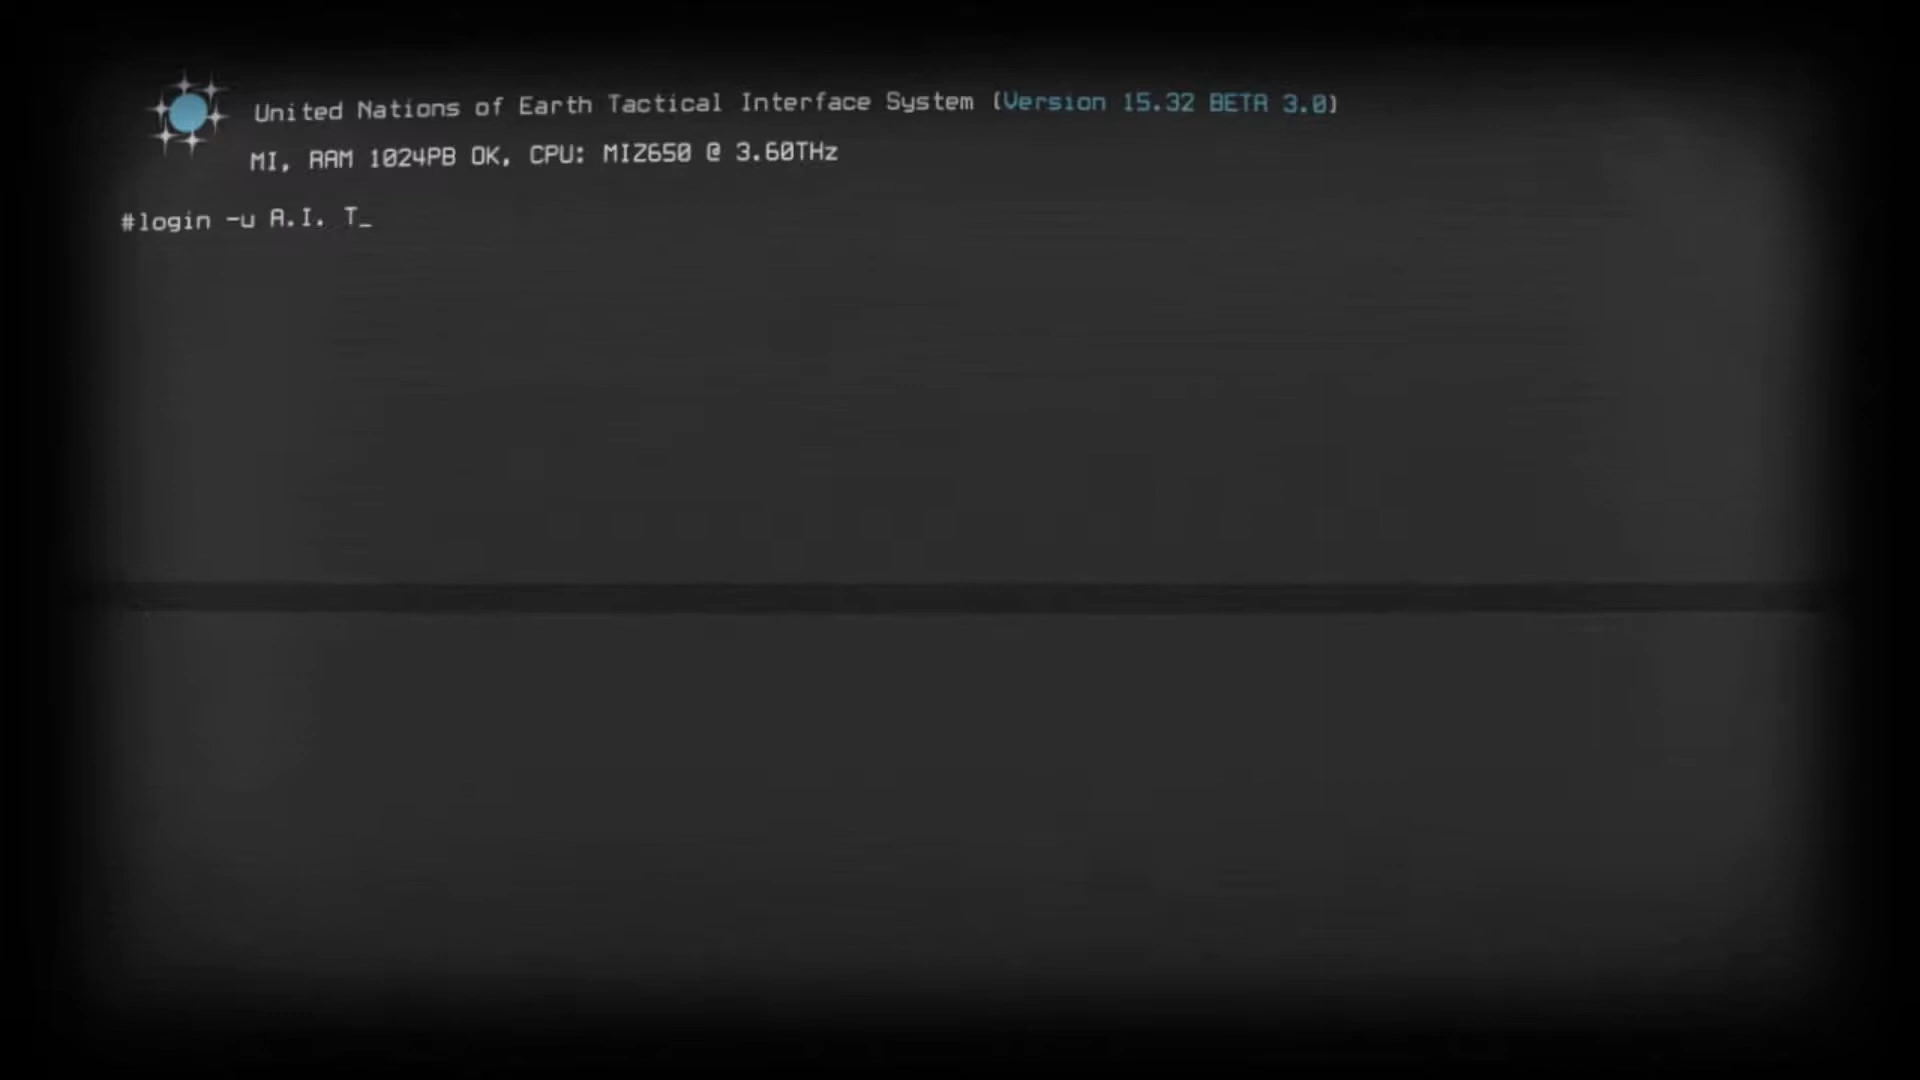 United Nations of Earth Tactical Interface System (Version 15.32 BETA 3.0)
MI, RAM 1024PB OK, CPU: MIZ650 @ 3.60THz
#login -u A.I. T_